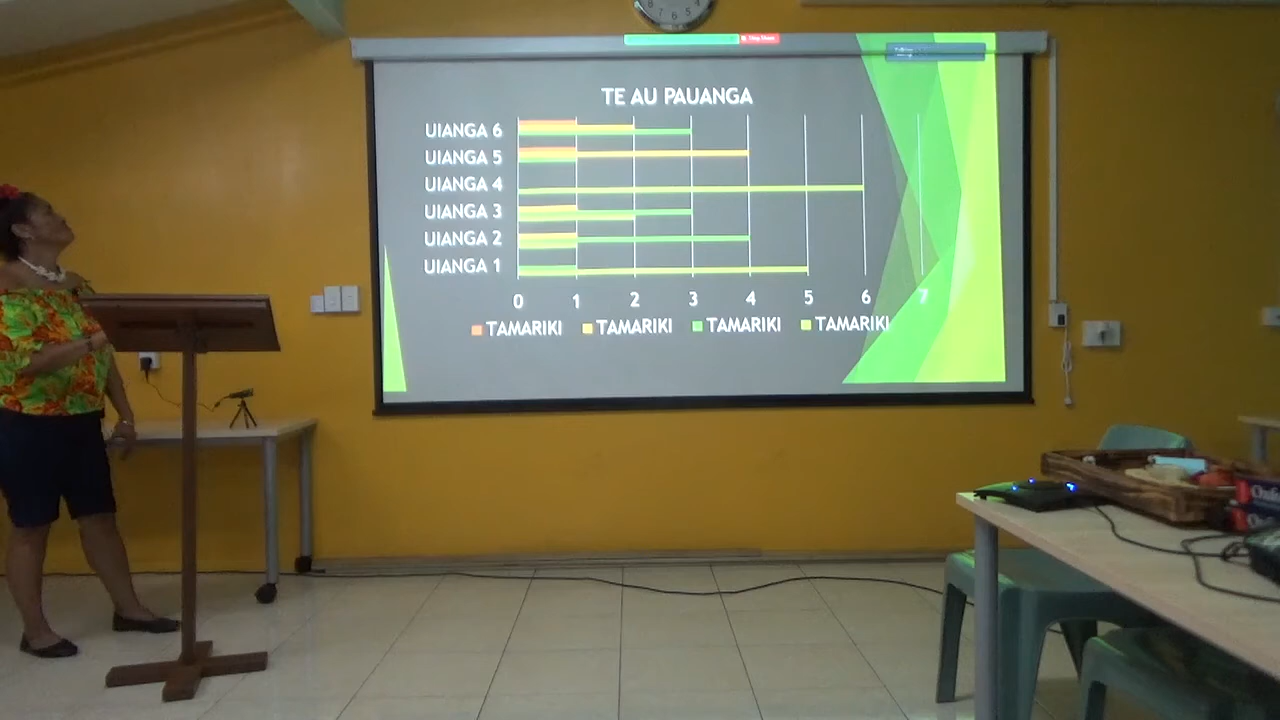 TE AU PAUANGA
UIANGA 6
UIANGA 5
UIANGA 4
UIANGA 3
UIANGA 2
UIANGA 1
0 1 2 3 4 5 6 7
TAMARIKI TAMARIKI TAMARIKI TAMARIKI